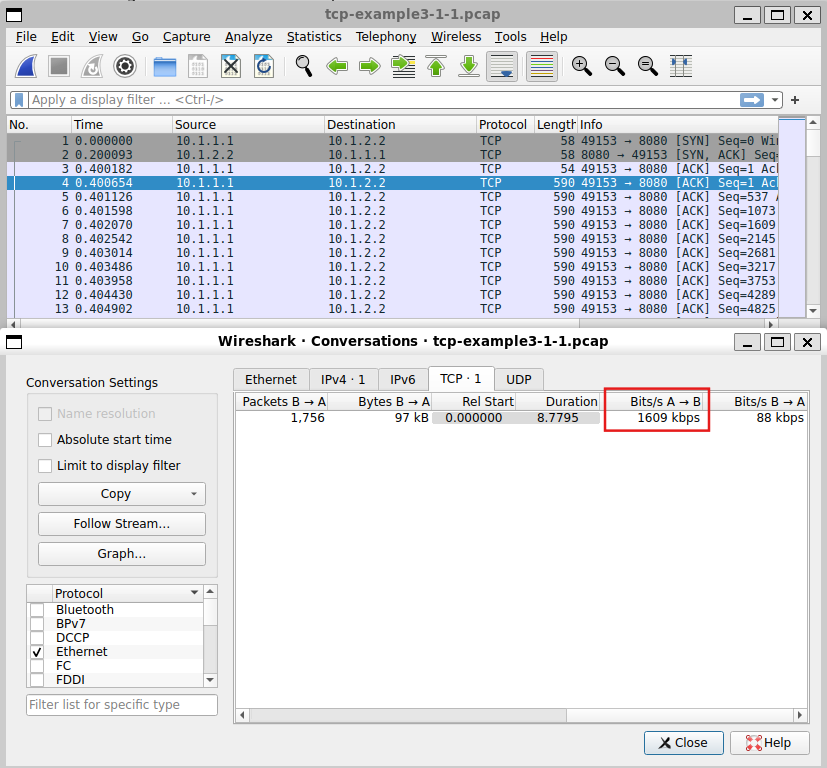 tcp-example3-1-1.pcap
File Edit View Go Capture Analyze Statistics Telephony Wireless Tools Help
Apply a display filter … <Ctrl-/>
No. Time Source Destination Protocol Length Info
1 0.000000 10.1.1.1 10.1.2.2 TCP 58 49153 → 8080 [SYN] Seq=0 Win
2 0.200093 10.1.2.2 10.1.1.1 TCP 58 8080 → 49153 [SYN, ACK] Seq=
3 0.400182 10.1.1.1 10.1.2.2 TCP 54 49153 → 8080 [ACK] Seq=1 Ack
4 0.400654 10.1.1.1 10.1.2.2 TCP 590 49153 → 8080 [ACK] Seq=1 Ack
5 0.401126 10.1.1.1 10.1.2.2 TCP 590 49153 → 8080 [ACK] Seq=537 A
6 0.401598 10.1.1.1 10.1.2.2 TCP 590 49153 → 8080 [ACK] Seq=1073
7 0.402070 10.1.1.1 10.1.2.2 TCP 590 49153 → 8080 [ACK] Seq=1609
8 0.402542 10.1.1.1 10.1.2.2 TCP 590 49153 → 8080 [ACK] Seq=2145
9 0.403014 10.1.1.1 10.1.2.2 TCP 590 49153 → 8080 [ACK] Seq=2681
10 0.403486 10.1.1.1 10.1.2.2 TCP 590 49153 → 8080 [ACK] Seq=3217
11 0.403958 10.1.1.1 10.1.2.2 TCP 590 49153 → 8080 [ACK] Seq=3753
12 0.404430 10.1.1.1 10.1.2.2 TCP 590 49153 → 8080 [ACK] Seq=4289
13 0.404902 10.1.1.1 10.1.2.2 TCP 590 49153 → 8080 [ACK] Seq=4825
Wireshark · Conversations · tcp-example3-1-1.pcap
Conversation Settings
Name resolution
Absolute start time
Limit to display filter
Copy
Follow Stream…
Graph…
Protocol
Bluetooth
BPv7
DCCP
Ethernet
FC
FDDI
Filter list for specific type
Ethernet IPv4 · 1 IPv6 TCP · 1 UDP
Packets B → A Bytes B → A Rel Start Duration Bits/s A → B Bits/s B → A
1,756 97 kB 0.000000 8.7795 1609 kbps 88 kbps
Close Help